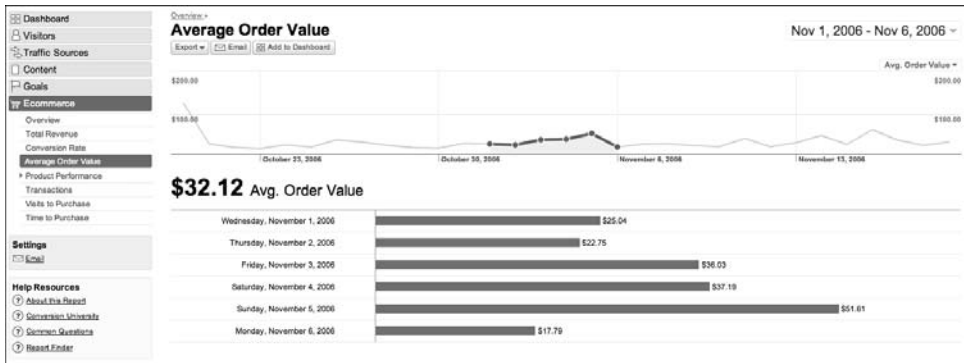 Dashboard
Visitors
Traffic Sources
Content
Goals
Ecommerce
Overview
Total Revenue
Conversion Rate
Average Order Value
Product Performance
Transactions
Visits to Purchase
Time to Purchase
Settings
Email
Help Resources
About this Report
Conversion University
Common Questions
Report Finder
Overview »
Average Order Value
Nov 1, 2006 - Nov 6, 2006
Export Email Add to Dashboard
Avg. Order Value
$200.00 $200.00
$100.00 $100.00
October 23, 2006 October 30, 2006 November 6, 2006 November 13, 2006
$32.12 Avg. Order Value
Wednesday, November 1, 2006 $25.04
Thursday, November 2, 2006 $22.75
Friday, November 3, 2006 $36.03
Saturday, November 4, 2006 $37.19
Sunday, November 5, 2006 $51.61
Monday, November 6, 2006 $17.79